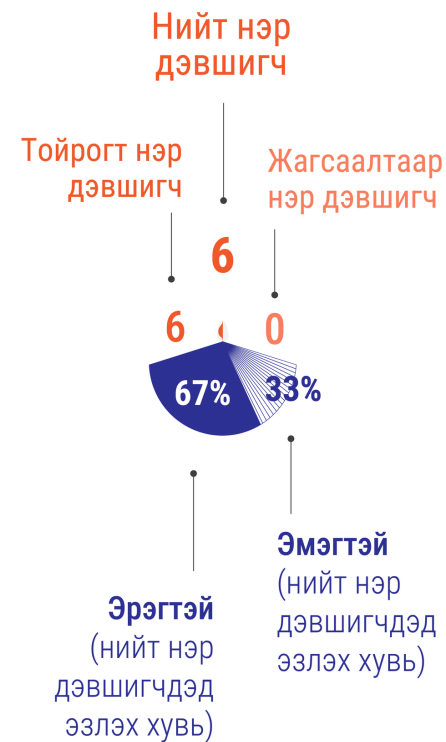 Нийт нэр
дэвшигч
Тойрогт нэр
дэвшигч
Жагсаалтаар
нэр дэвшигч
6
6
0
67%
33%
Эмэгтэй
(нийт нэр
дэвшигчдэд
эзлэх хувь)
Эрэгтэй
(нийт нэр
дэвшигчдэд
эзлэх хувь)